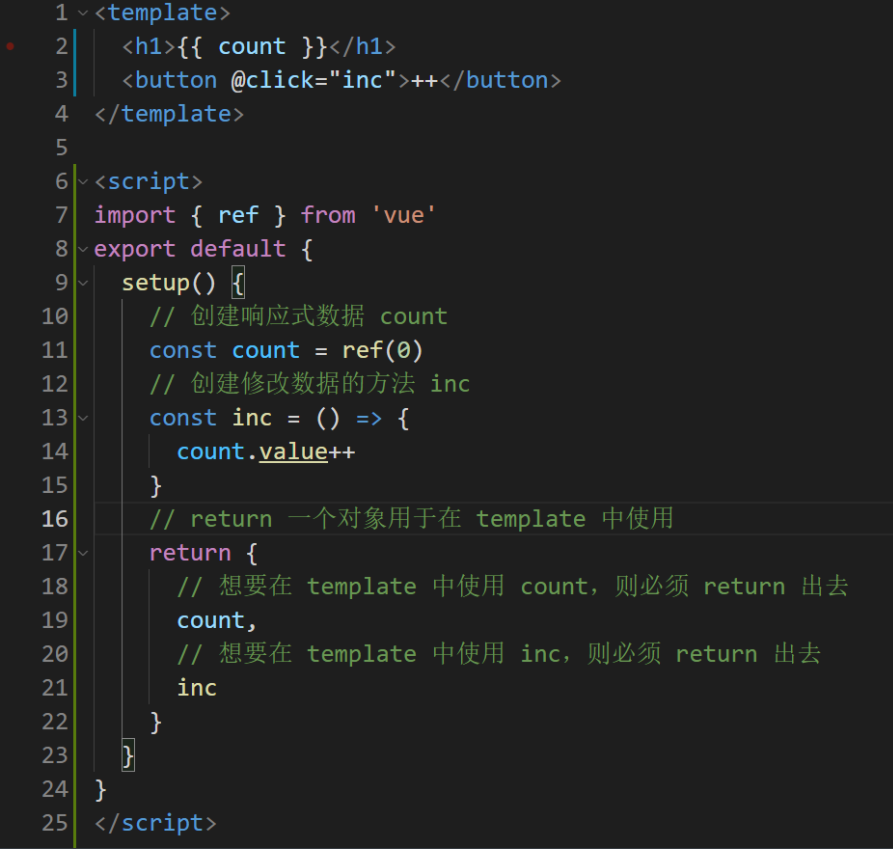 1 <template>
2   <h1>{{ count }}</h1>
3   <button @click="inc">++</button>
4 </template>
5
6 <script>
7 import { ref } from 'vue'
8 export default {
9   setup() {
10     // 创建响应式数据 count
11     const count = ref(0)
12     // 创建修改数据的方法 inc
13     const inc = () => {
14       count.value++
15     }
16     // return 一个对象用于在 template 中使用
17     return {
18       // 想要在 template 中使用 count，则必须 return 出去
19       count,
20       // 想要在 template 中使用 inc，则必须 return 出去
21       inc
22     }
23   }
24 }
25 </script>